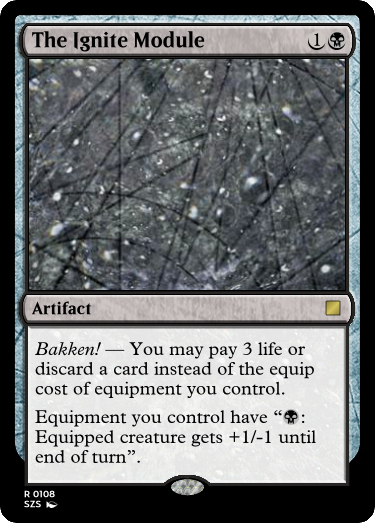 The Ignite Module
1
Artifact
Bakken! — You may pay 3 life or
discard a card instead of the equip
cost of equipment you control.
Equipment you control have “:
Equipped creature gets +1/-1 until
end of turn”.
R 0108
SZS